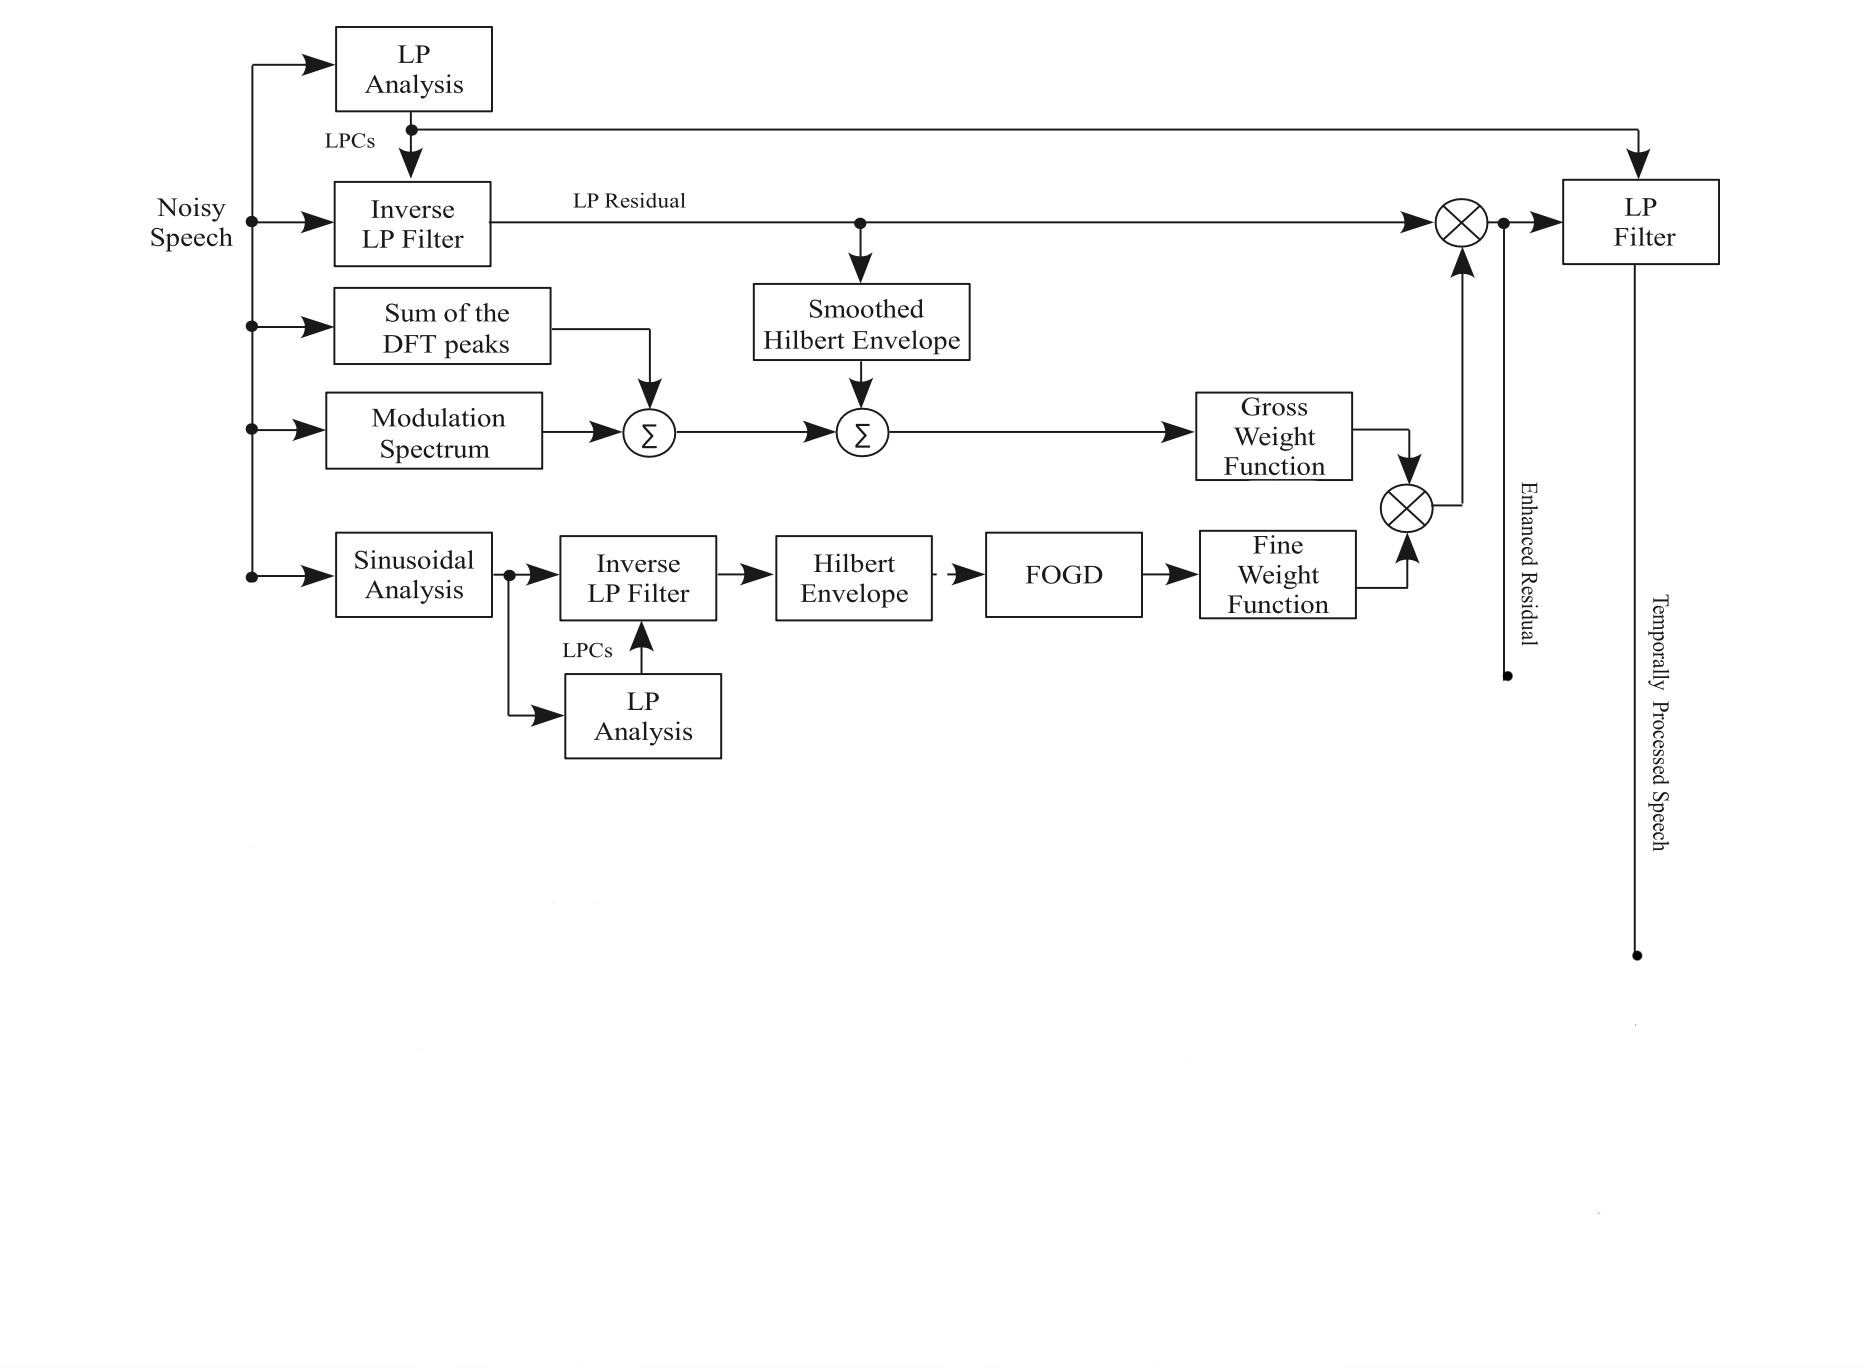 LP
Analysis
LPCs
Noisy
Speech
Inverse
LP Filter
LP Residual
LP
Filter
Sum of the
DFT peaks
Smoothed
Hilbert Envelope
Modulation
Spectrum
Σ
Σ
Gross
Weight
Function
Sinusoidal
Analysis
Inverse
LP Filter
Hilbert
Envelope
FOGD
Fine
Weight
Function
LPCs
LP
Analysis
Enhanced Residual
Temporally Processed Speech